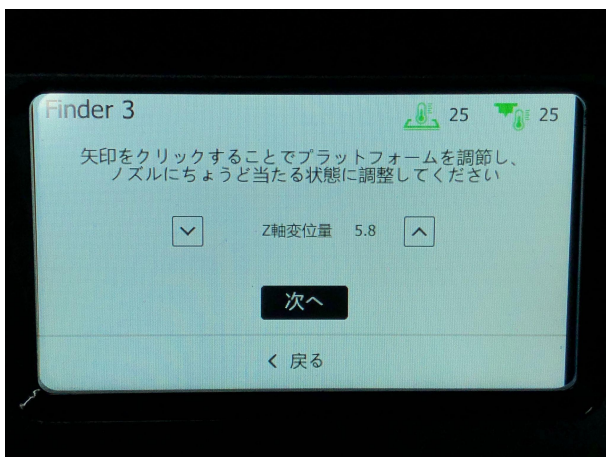 Finder 3
25
25
矢印をクリックすることでプラットフォームを調節し、
ノズルにちょうど当たる状態に調整してください
Z軸変位量 5.8
次へ
戻る